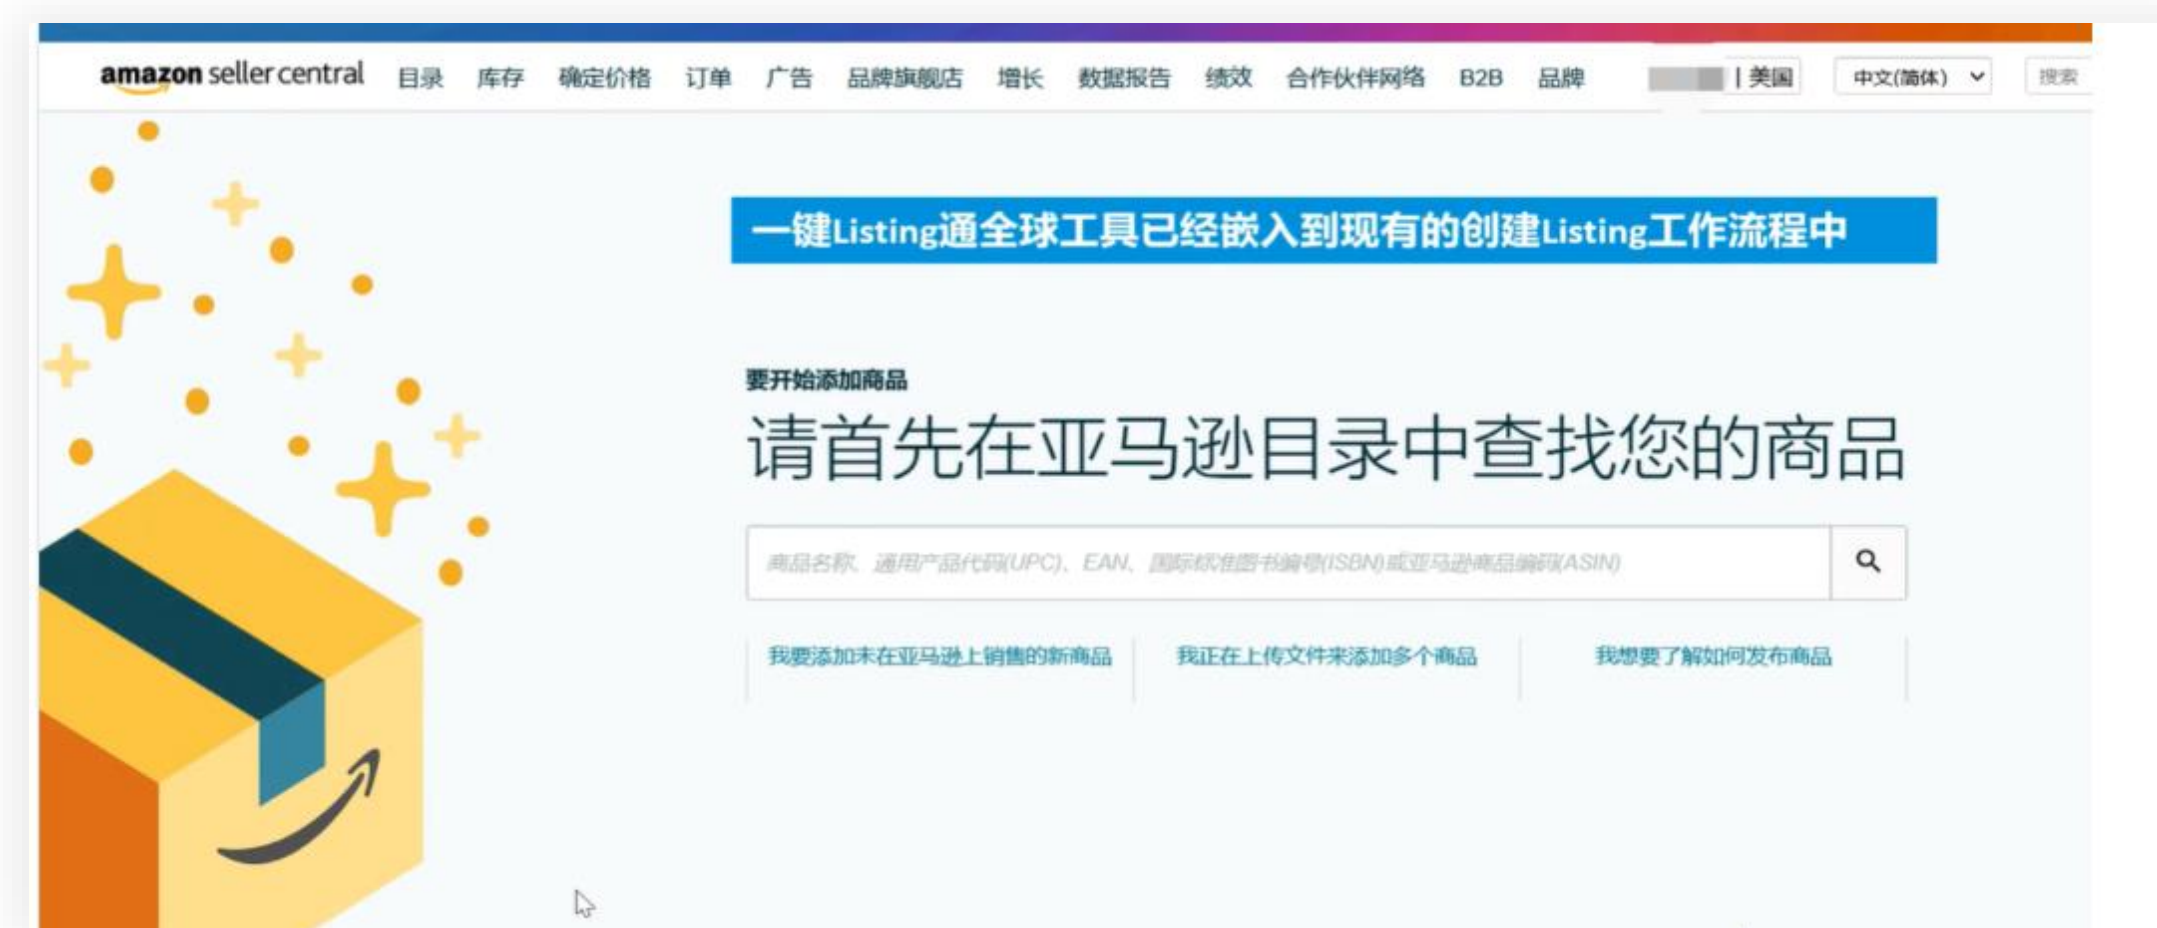 amazon seller central 目录 库存 确定价格 订单 广告 品牌旗舰店 增长 数据报告 绩效 合作伙伴网络 B2B 品牌 | 美国 中文(简体) 搜索
一键Listing通全球工具已经嵌入到现有的创建Listing工作流程中
要开始添加商品
请首先在亚马逊目录中查找您的商品
商品名称、通用产品代码(UPC)、EAN、国际标准图书编号(ISBN)或亚马逊商品编码(ASIN)
我要添加未在亚马逊上销售的新商品 我正在上传文件来添加多个商品 我想要了解如何发布商品